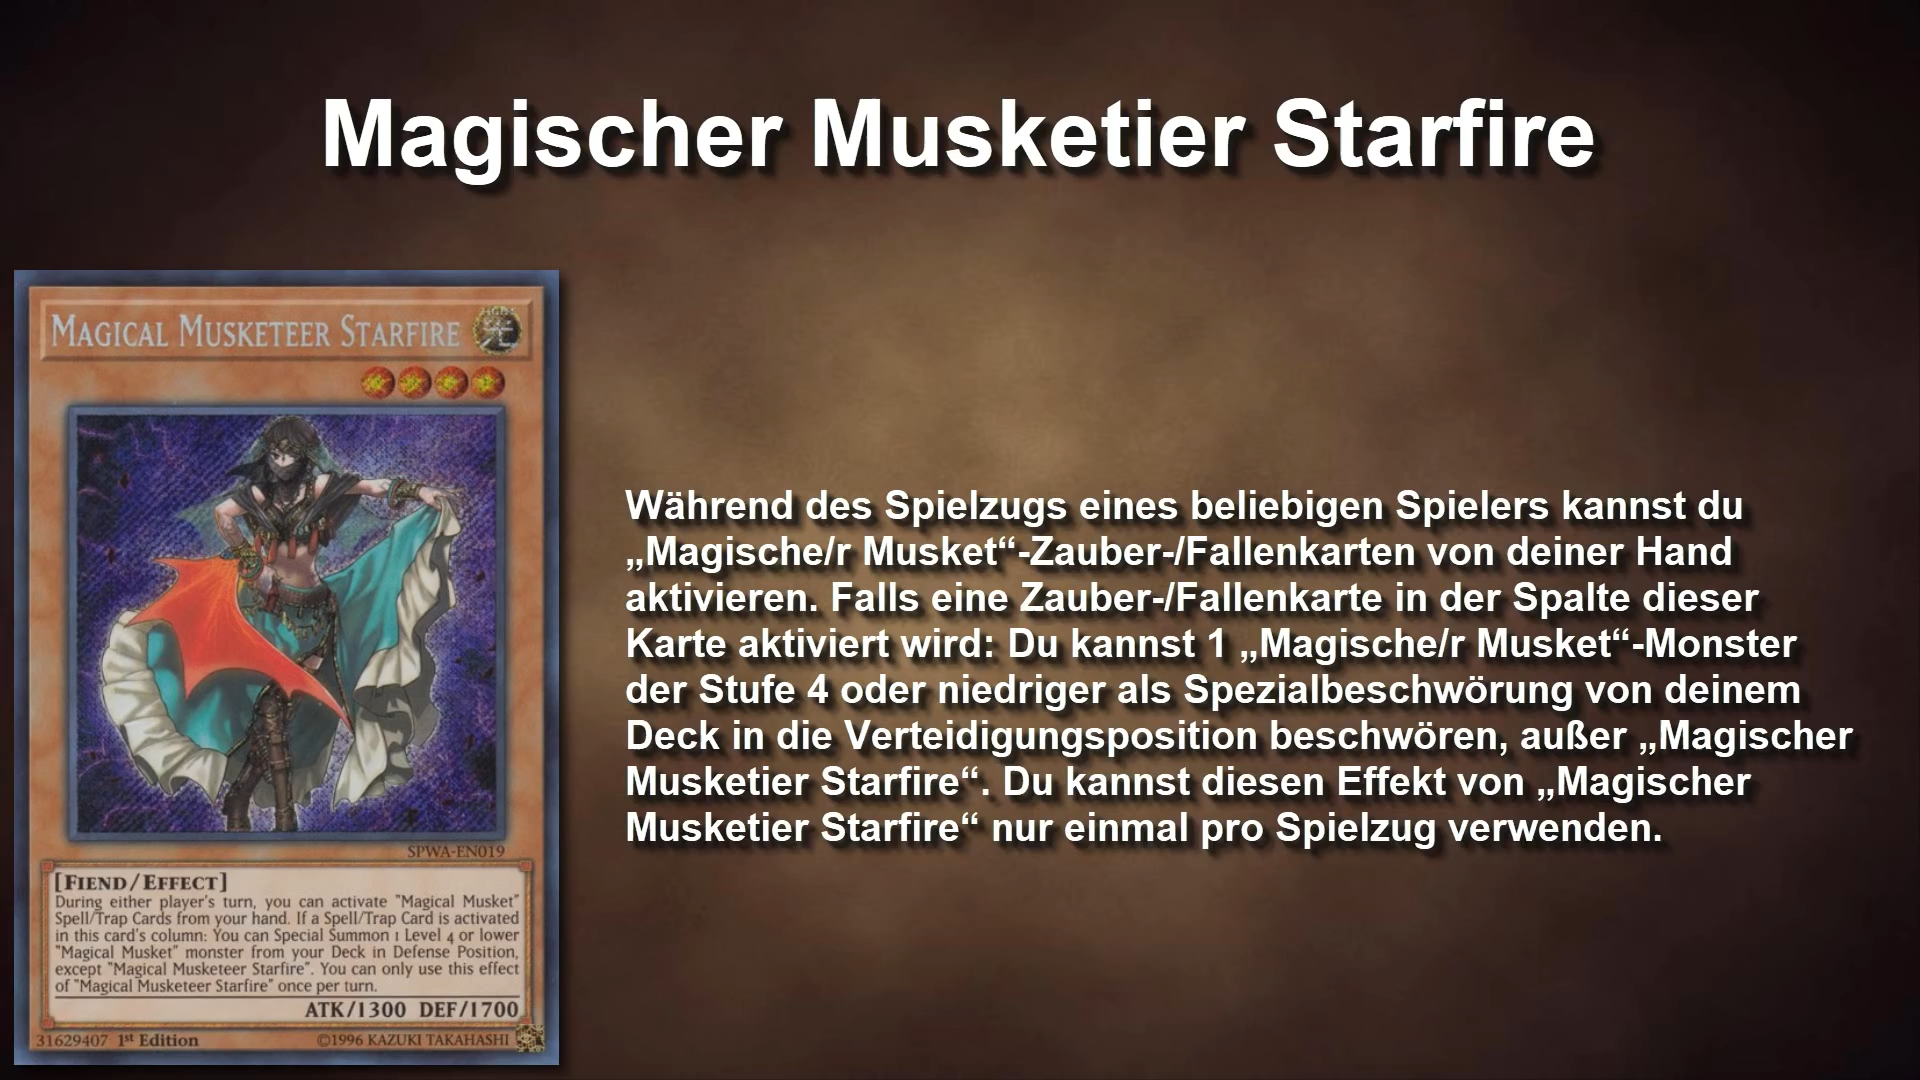 Magischer Musketier Starfire
MAGICAL MUSKETEER STARFIRE
SPWA-EN019
[FIEND/EFFECT]
During either player's turn, you can activate "Magical Musket"
Spell/Trap Cards from your hand. If a Spell/Trap Card is activated
in this card's column: You can Special Summon 1 Level 4 or lower
"Magical Musket" monster from your Deck in Defense Position,
except "Magical Musketeer Starfire". You can only use this effect
of "Magical Musketeer Starfire" once per turn.
ATK/1300 DEF/1700
31629407 1st Edition ©1996 KAZUKI TAKAHASHI
Während des Spielzugs eines beliebigen Spielers kannst du
„Magische/r Musket“-Zauber-/Fallenkarten von deiner Hand
aktivieren. Falls eine Zauber-/Fallenkarte in der Spalte dieser
Karte aktiviert wird: Du kannst 1 „Magische/r Musket“-Monster
der Stufe 4 oder niedriger als Spezialbeschwörung von deinem
Deck in die Verteidigungsposition beschwören, außer „Magischer
Musketier Starfire“. Du kannst diesen Effekt von „Magischer
Musketier Starfire“ nur einmal pro Spielzug verwenden.